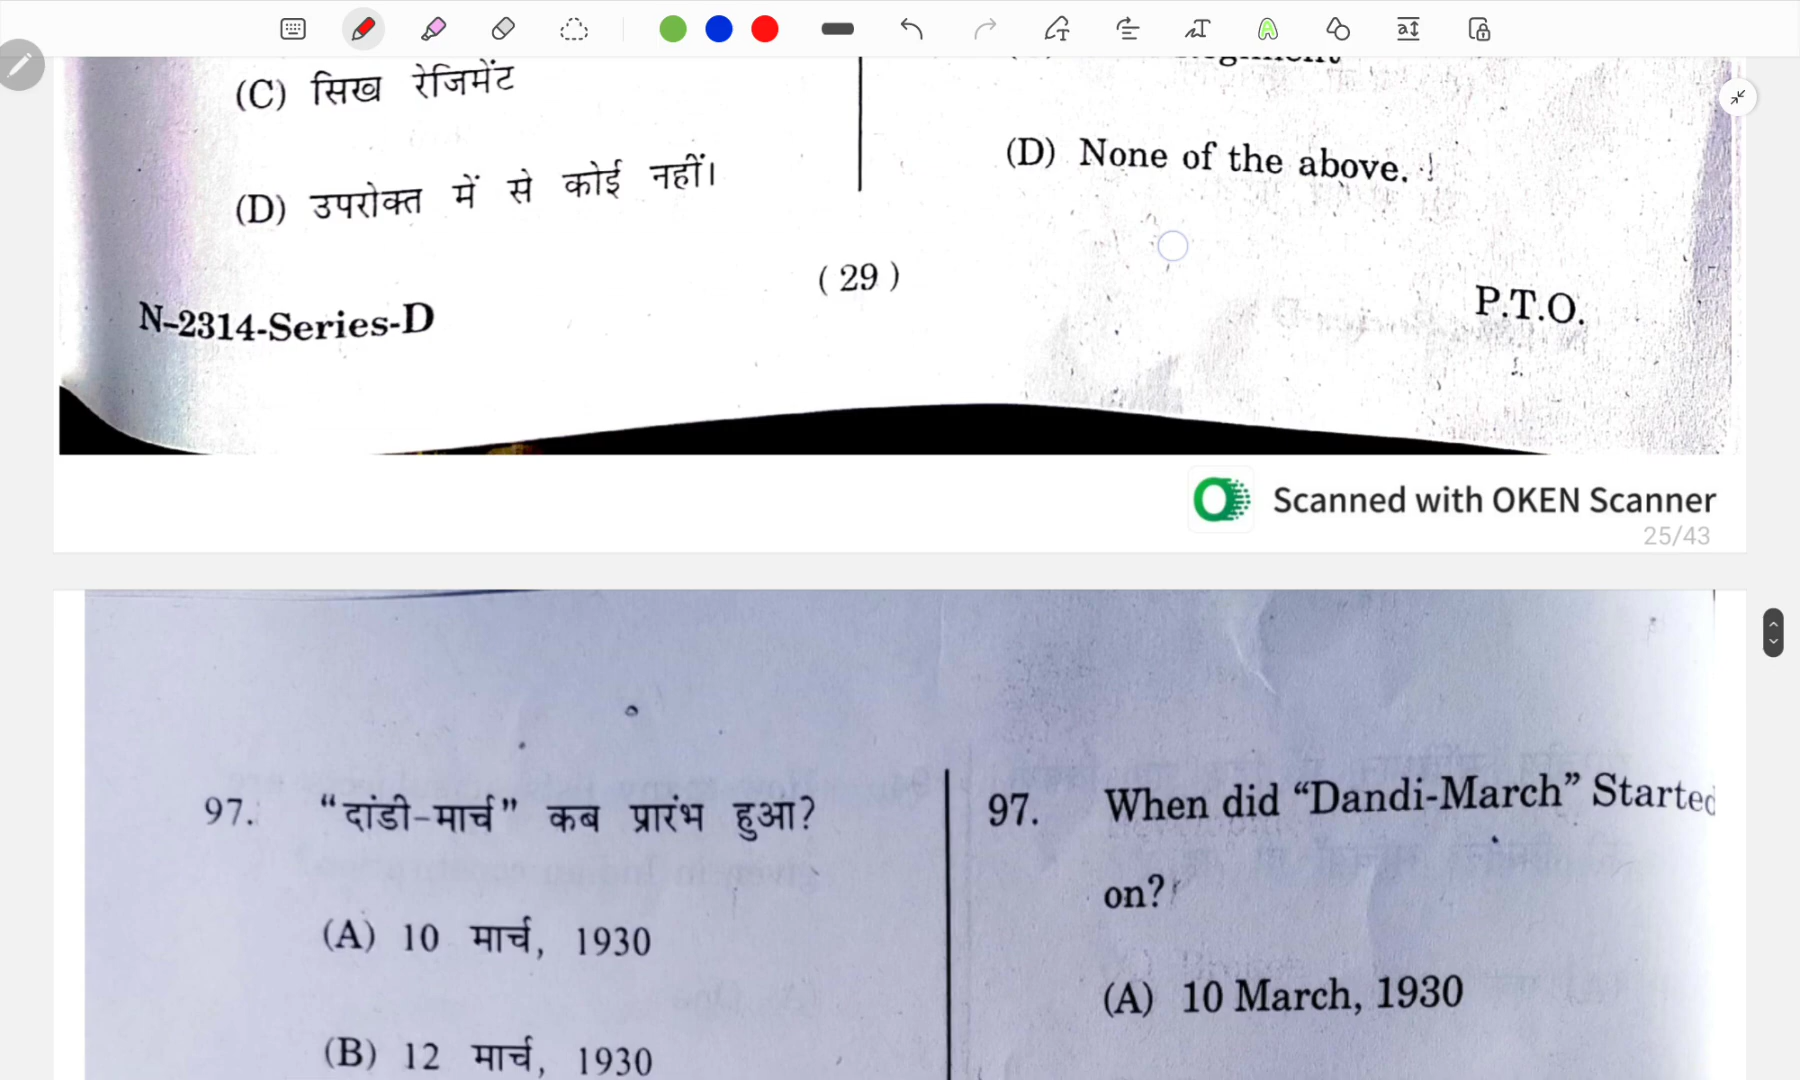 (C) सिख रेजिमेंट
(D) उपरोक्त में से कोई नहीं।
(D) None of the above.
( 29 )
N-2314-Series-D
P.T.O.
Scanned with OKEN Scanner
25/43
97. "दांडी-मार्च" कब प्रारंभ हुआ?
(A) 10 मार्च, 1930
(B) 12 मार्च, 1930
97. When did "Dandi-March" Started
on?
(A) 10 March, 1930